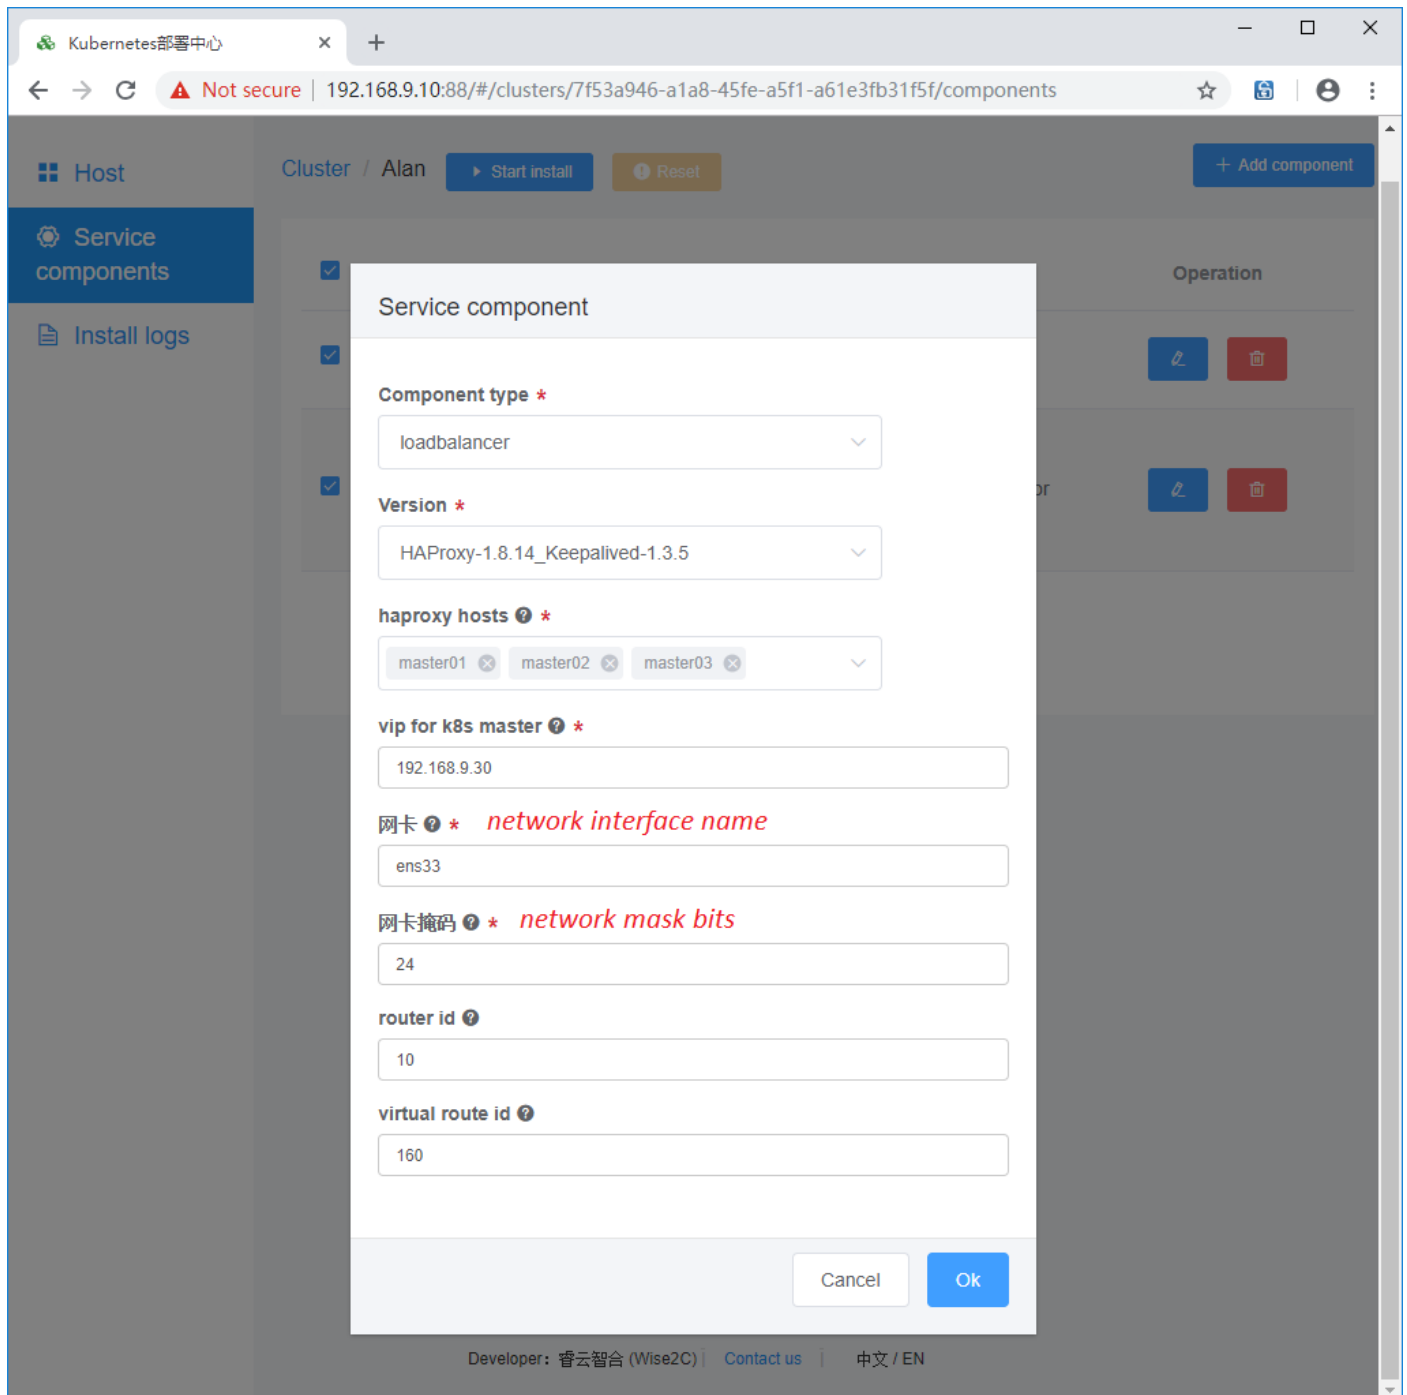 Kubernetes部署中心
Not secure | 192.168.9.10:88/#/clusters/7f53a946-a1a8-45fe-a5f1-a61e3fb31f5f/components
Host
Cluster / Alan Start install Reset + Add component
Service
components
Operation
Service component
Install logs
Component type *
loadbalancer
or
Version *
HAProxy-1.8.14_Keepalived-1.3.5
haproxy hosts *
master01 master02 master03
vip for k8s master *
192.168.9.30
网卡 * network interface name
ens33
网卡掩码 * network mask bits
24
router id
10
virtual route id
160
Cancel Ok
Developer：睿云智合 (Wise2C) | Contact us | 中文 / EN